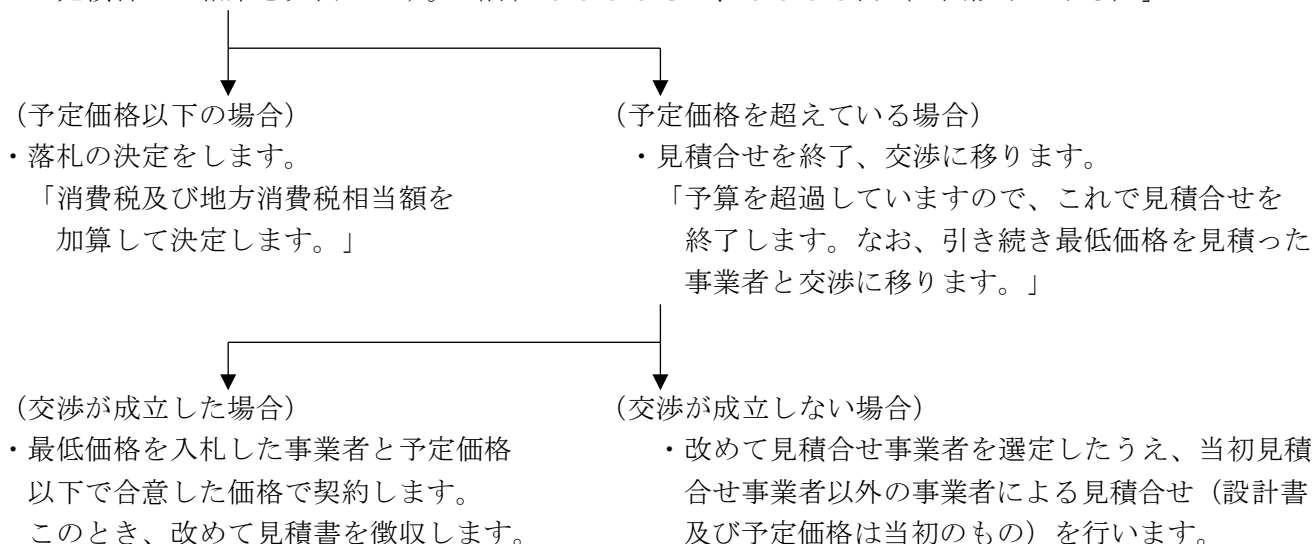 (予定価格以下の場合)
・落札の決定をします。
「消費税及び地方消費税相当額を
加算して決定します。」
(予定価格を超えている場合)
・見積合せを終了、交渉に移ります。
「予算を超過していますので、これで見積合せを
終了します。なお、引き続き最低価格を見積った
事業者と交渉に移ります。」
(交渉が成立した場合)
・最低価格を入札した事業者と予定価格
以下で合意した価格で契約します。
このとき、改めて見積書を徴収します。
(交渉が成立しない場合)
・改めて見積合せ事業者を選定したうえ、当初見積
合せ事業者以外の事業者による見積合せ(設計書
及び予定価格は当初のもの)を行います。